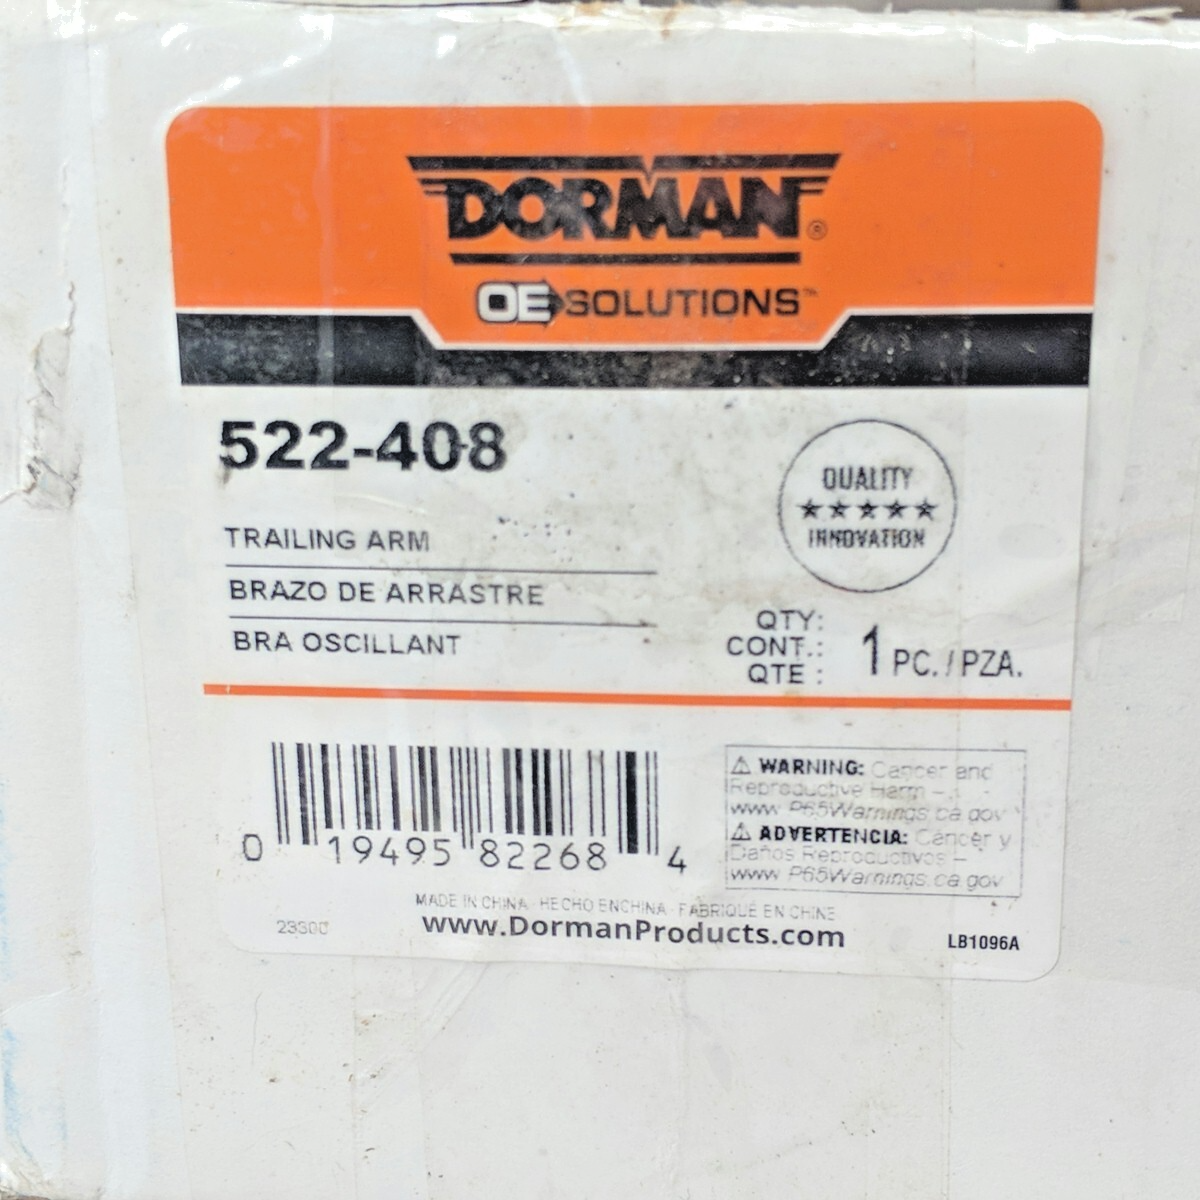 DORMAN®
OE SOLUTIONS™
522-408
QUALITY
★★★★★
INNOVATION
TRAILING ARM
BRAZO DE ARRASTRE
BRA OSCILLANT
QTY:
CONT.:
QTE :
1 PC. / PZA.
0 19495 82268 4
⚠ WARNING: Cancer and
Reproductive Harm –
www.P65Warnings.ca.gov
⚠ ADVERTENCIA: Cáncer y
Daños Reproductivos –
www.P65Warnings.ca.gov
MADE IN CHINA - HECHO EN CHINA - FABRIQUÉ EN CHINE
www.DormanProducts.com
LB1096A